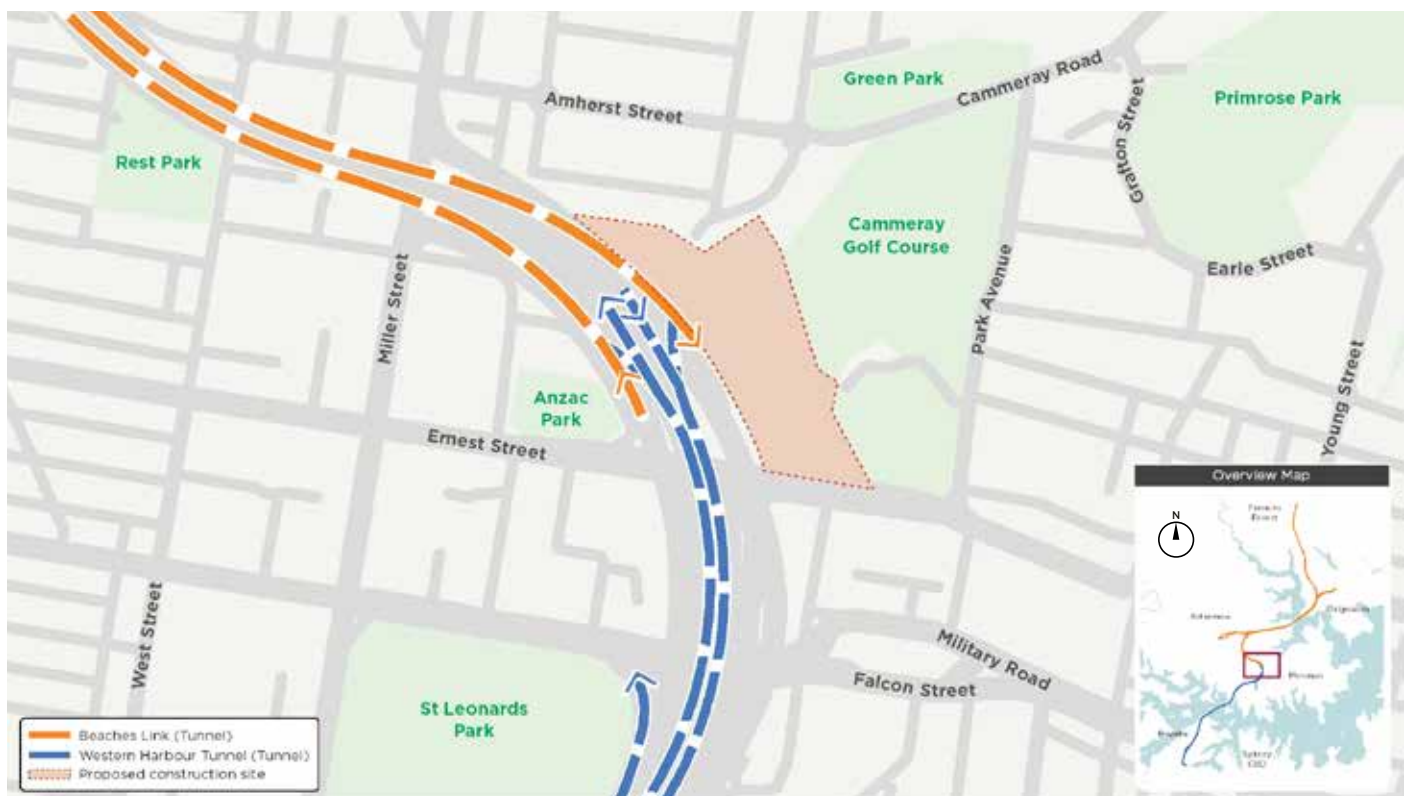 Green Park
Cammeray Road
Amherst Street
Primrose Park
Grafton Street
Rest Park
Cammeray
Golf Course
Earle Street
Miller Street
Park Avenue
Anzac
Park
Ernest Street
Young Street
West Street
Military Road
Falcon Street
St Leonards
Park
Beaches Link (Tunnel)
Western Harbour Tunnel (Tunnel)
Proposed construction site
Overview Map
N
Sydney
CBD